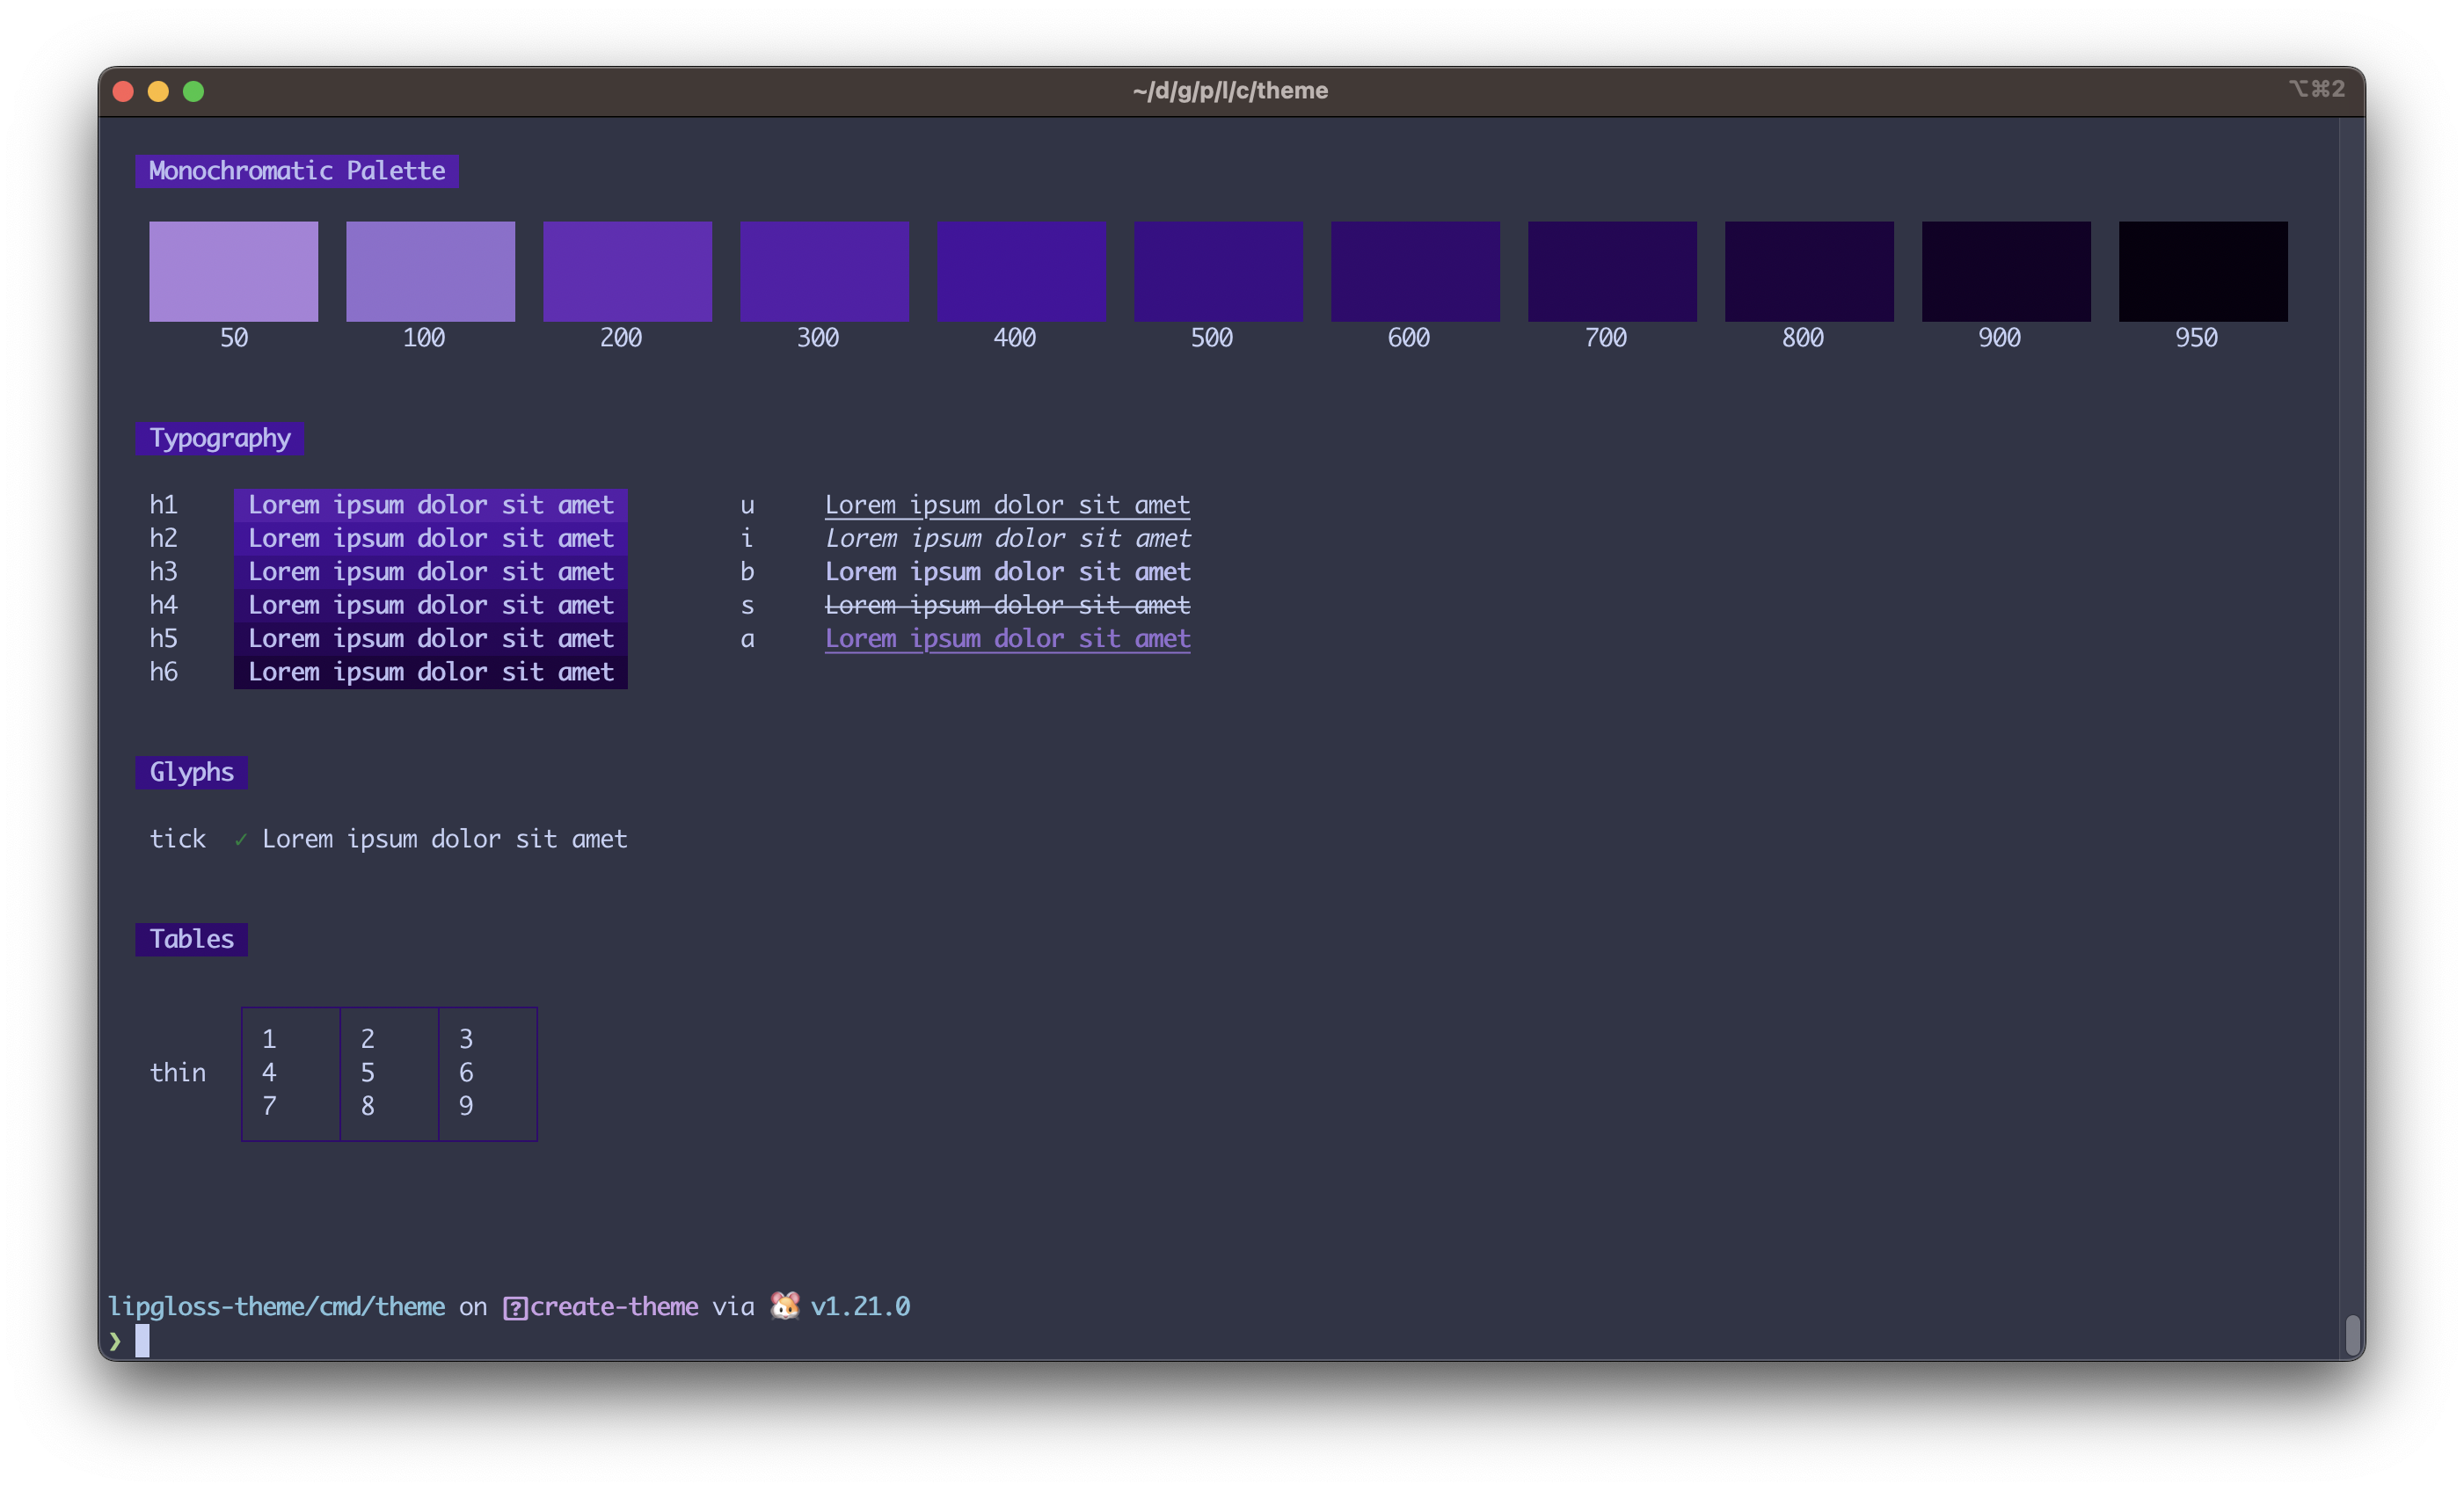 ~/d/g/p/l/c/theme ⌥⌘2
Monochromatic Palette
50 100 200 300 400 500 600 700 800 900 950
Typography
h1 Lorem ipsum dolor sit amet u Lorem ipsum dolor sit amet
h2 Lorem ipsum dolor sit amet i Lorem ipsum dolor sit amet
h3 Lorem ipsum dolor sit amet b Lorem ipsum dolor sit amet
h4 Lorem ipsum dolor sit amet s Lorem ipsum dolor sit amet
h5 Lorem ipsum dolor sit amet a Lorem ipsum dolor sit amet
h6 Lorem ipsum dolor sit amet
Glyphs
tick ✓ Lorem ipsum dolor sit amet
Tables
1 2 3
thin 4 5 6
7 8 9
lipgloss-theme/cmd/theme on [?]create-theme via 🐹 v1.21.0
❯